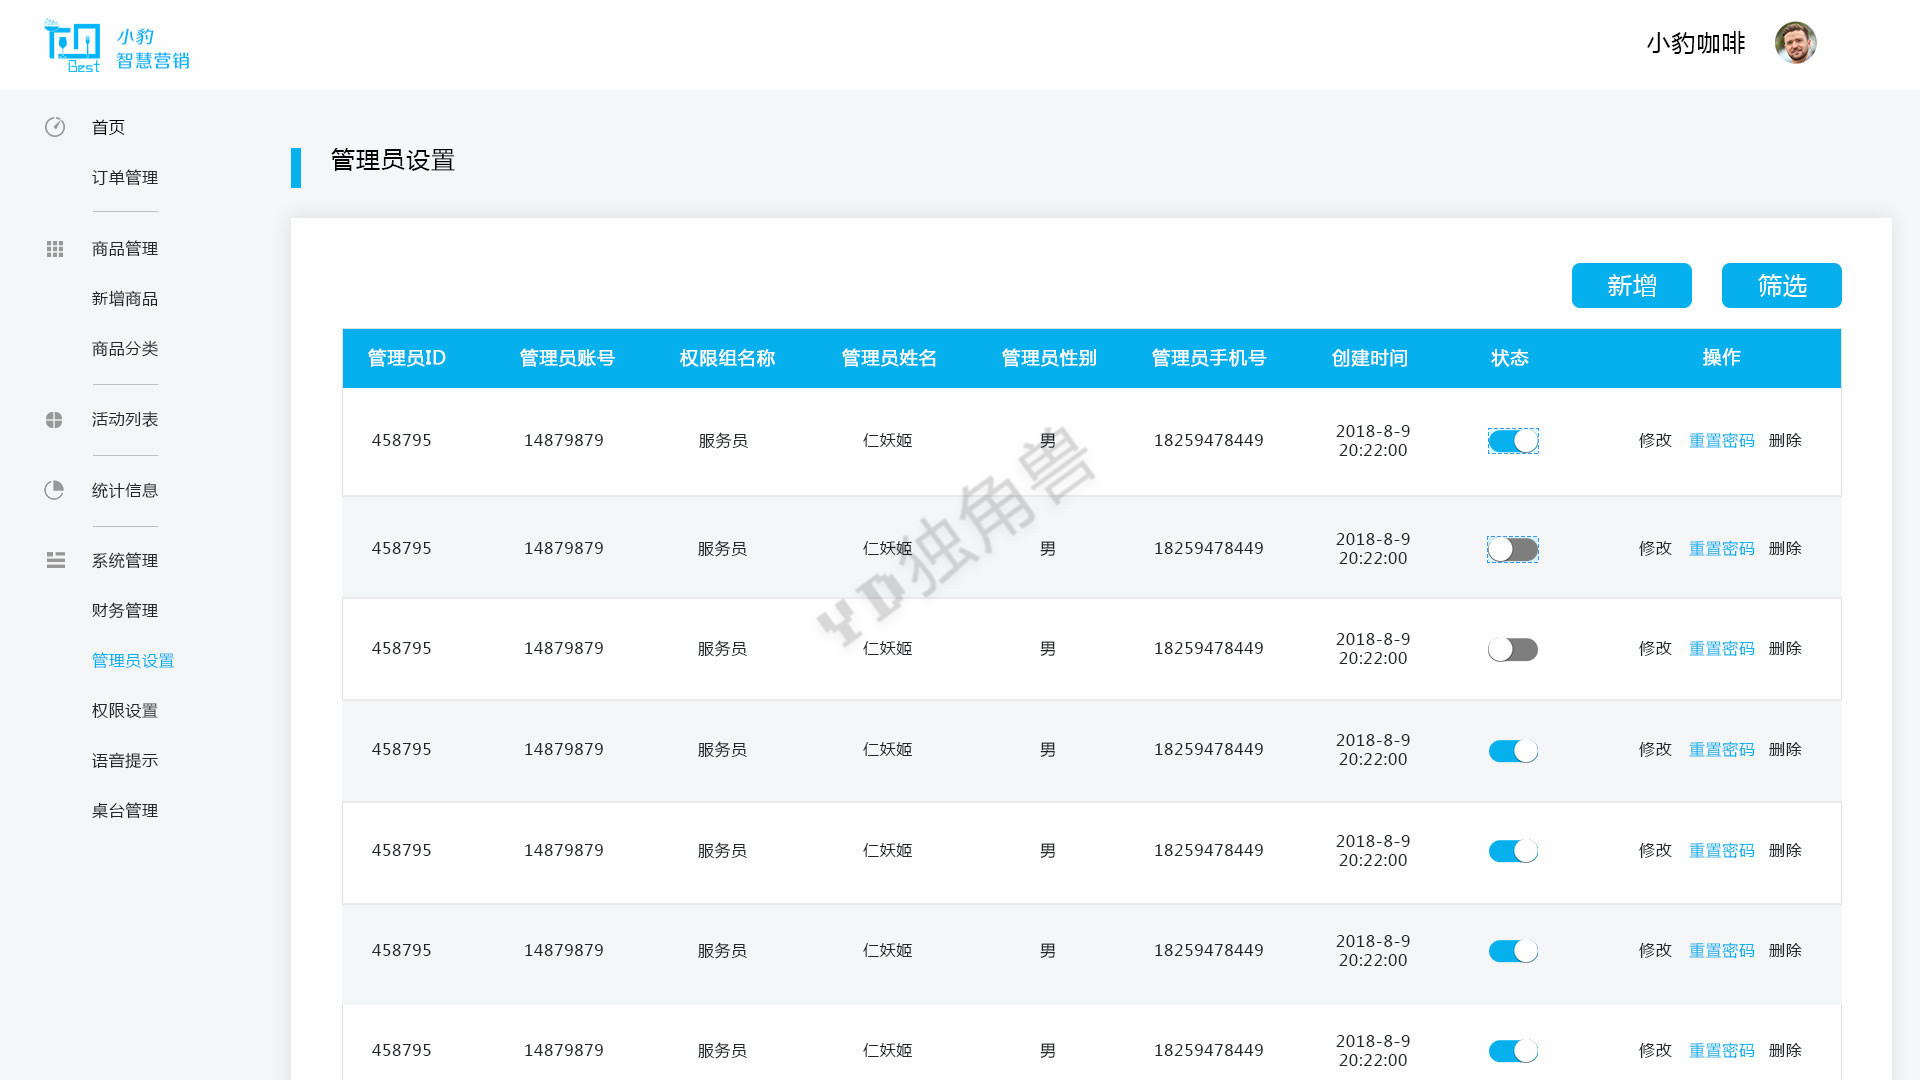 Best
小豹
智慧营销
小豹咖啡
首页
订单管理
商品管理
新增商品
商品分类
活动列表
统计信息
系统管理
财务管理
管理员设置
权限设置
语音提示
桌台管理
管理员设置
新增 筛选
管理员ID 管理员账号 权限组名称 管理员姓名 管理员性别 管理员手机号 创建时间 状态 操作
458795 14879879 服务员 仁妖姬 男 18259478449 2018-8-9 20:22:00 修改 重置密码 删除
458795 14879879 服务员 仁妖姬 男 18259478449 2018-8-9 20:22:00 修改 重置密码 删除
458795 14879879 服务员 仁妖姬 男 18259478449 2018-8-9 20:22:00 修改 重置密码 删除
458795 14879879 服务员 仁妖姬 男 18259478449 2018-8-9 20:22:00 修改 重置密码 删除
458795 14879879 服务员 仁妖姬 男 18259478449 2018-8-9 20:22:00 修改 重置密码 删除
458795 14879879 服务员 仁妖姬 男 18259478449 2018-8-9 20:22:00 修改 重置密码 删除
458795 14879879 服务员 仁妖姬 男 18259478449 2018-8-9 20:22:00 修改 重置密码 删除
YD独角兽